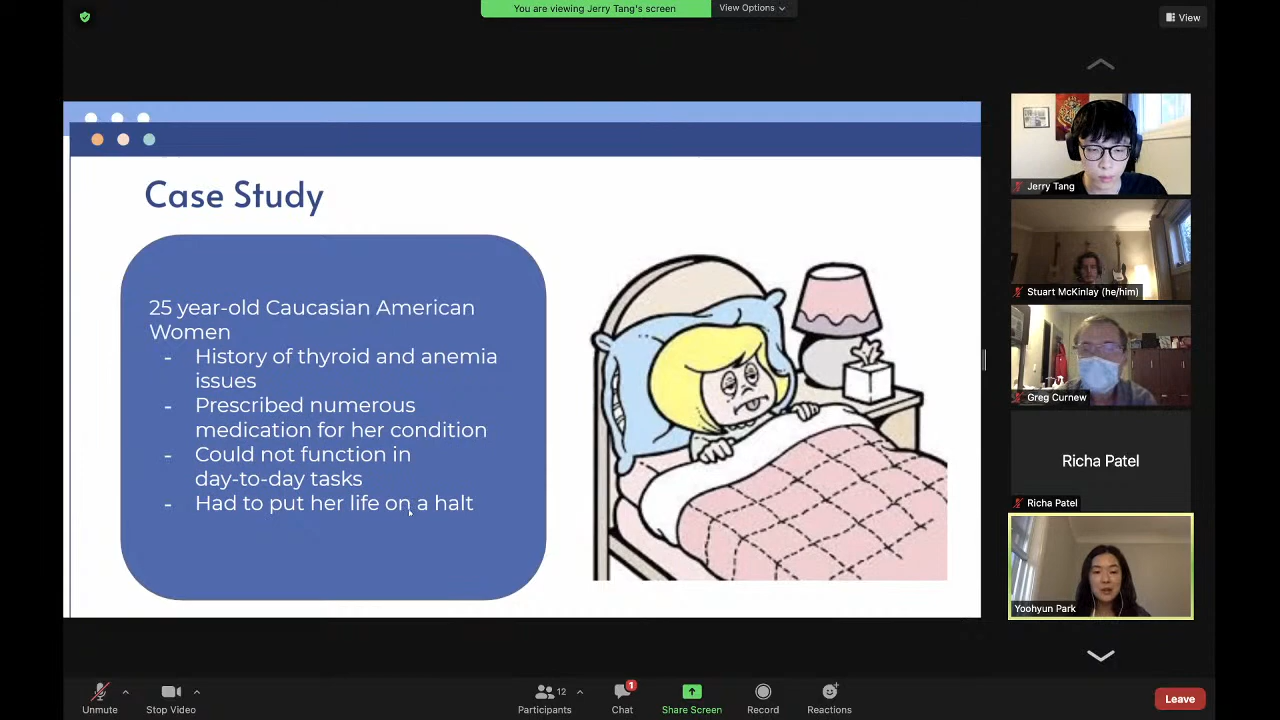 You are viewing Jerry Tang's screen
View Options
View
Case Study
25 year-old Caucasian American
Women
- History of thyroid and anemia
issues
- Prescribed numerous
medication for her condition
- Could not function in
day-to-day tasks
- Had to put her life on a halt
Jerry Tang
Stuart McKinlay (he/him)
Greg Curnew
Richa Patel
Richa Patel
Yoohyun Park
Unmute
Stop Video
12
Participants
1
Chat
Share Screen
Record
Reactions
Leave